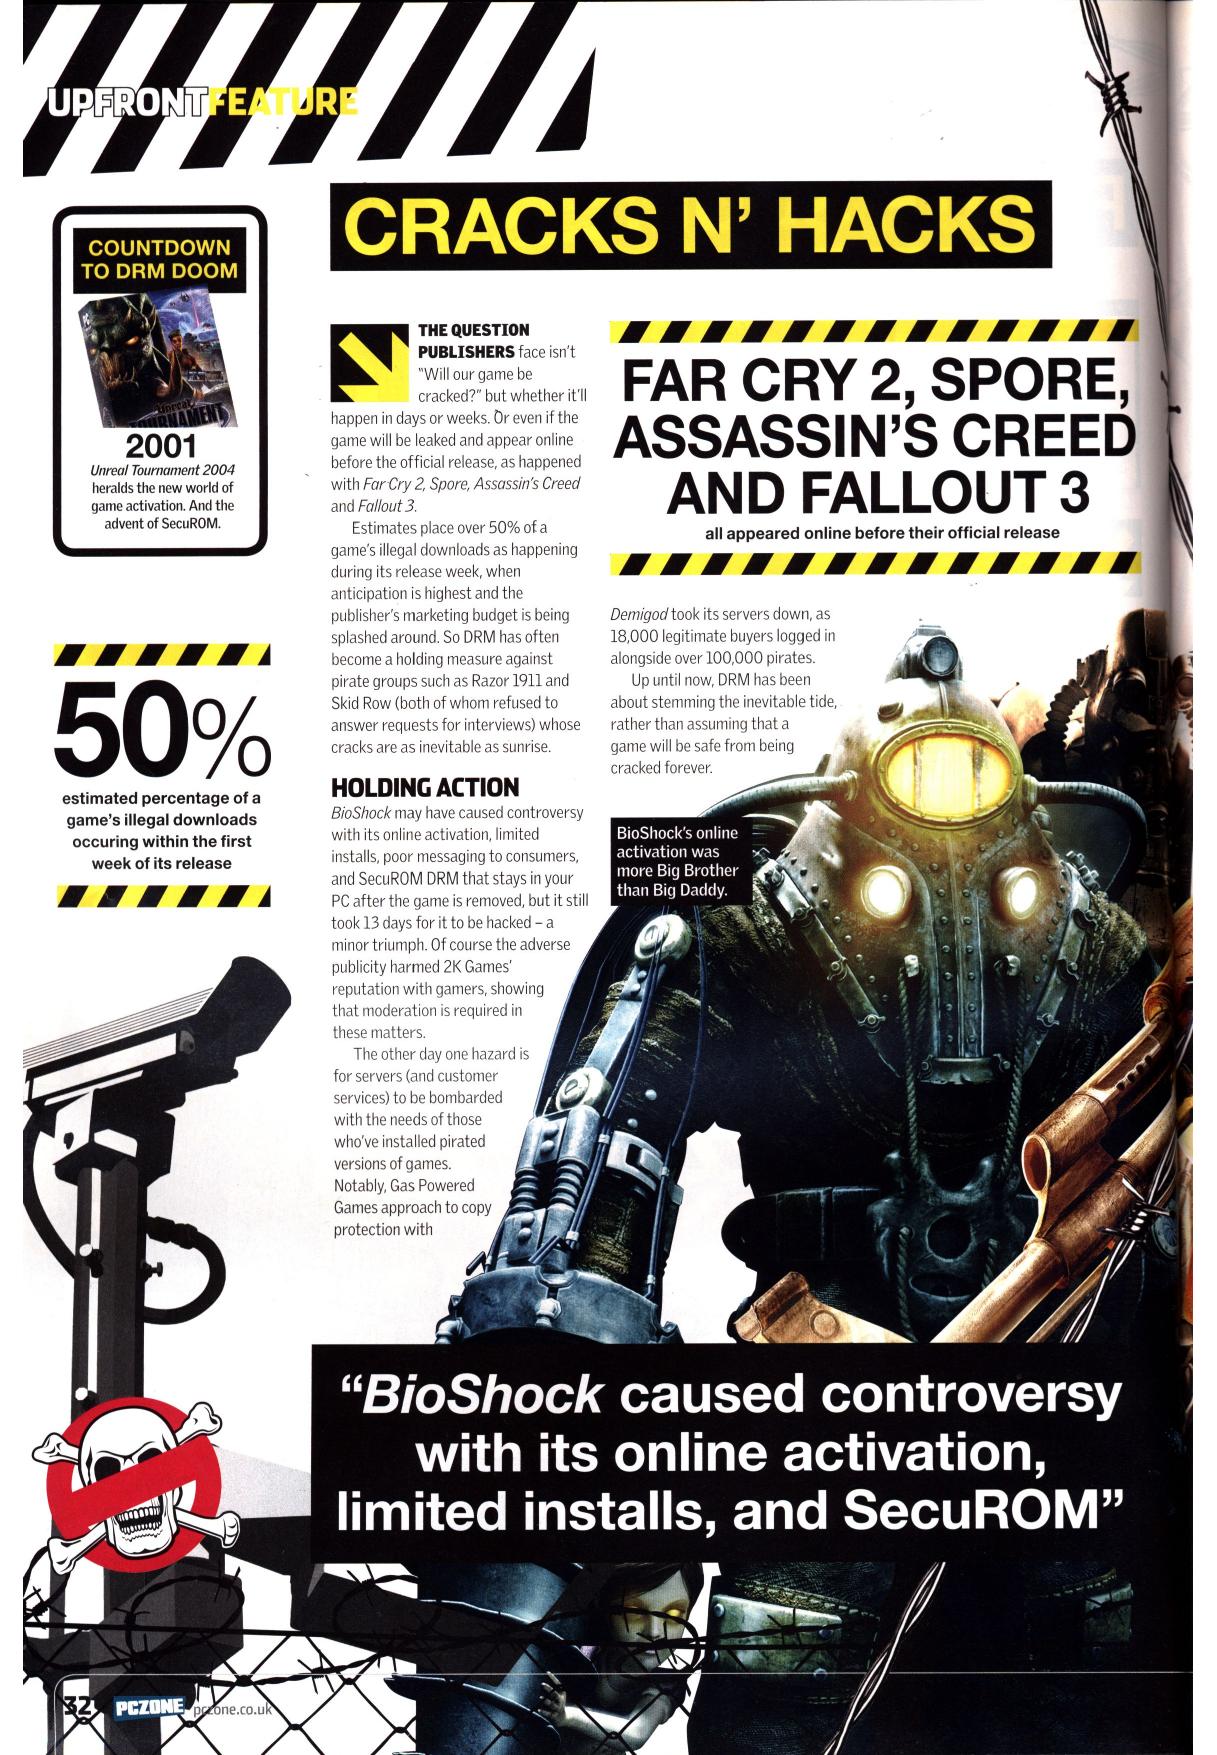 UPFRONTFEATURE
CRACKS N' HACKS
COUNTDOWN
TO DRM DOOM
Unreal
TOURNAMENT
2001
Unreal Tournament 2004
heralds the new world of
game activation. And the
advent of SecuROM.
50%
estimated percentage of a
game's illegal downloads
occuring within the first
week of its release
THE QUESTION
PUBLISHERS face isn't
"Will our game be
cracked?" but whether it'll
happen in days or weeks. Or even if the
game will be leaked and appear online
before the official release, as happened
with Far Cry 2, Spore, Assassin's Creed
and Fallout 3.
Estimates place over 50% of a
game's illegal downloads as happening
during its release week, when
anticipation is highest and the
publisher's marketing budget is being
splashed around. So DRM has often
become a holding measure against
pirate groups such as Razor 1911 and
Skid Row (both of whom refused to
answer requests for interviews) whose
cracks are as inevitable as sunrise.
HOLDING ACTION
BioShock may have caused controversy
with its online activation, limited
installs, poor messaging to consumers,
and SecuROM DRM that stays in your
PC after the game is removed, but it still
took 13 days for it to be hacked – a
minor triumph. Of course the adverse
publicity harmed 2K Games'
reputation with gamers, showing
that moderation is required in
these matters.
The other day one hazard is
for servers (and customer
services) to be bombarded
with the needs of those
who've installed pirated
versions of games.
Notably, Gas Powered
Games approach to copy
protection with
FAR CRY 2, SPORE,
ASSASSIN'S CREED
AND FALLOUT 3
all appeared online before their official release
Demigod took its servers down, as
18,000 legitimate buyers logged in
alongside over 100,000 pirates.
Up until now, DRM has been
about stemming the inevitable tide,
rather than assuming that a
game will be safe from being
cracked forever.
BioShock's online
activation was
more Big Brother
than Big Daddy.
"BioShock caused controversy
with its online activation,
limited installs, and SecuROM"
32 PCZONE pczone.co.uk